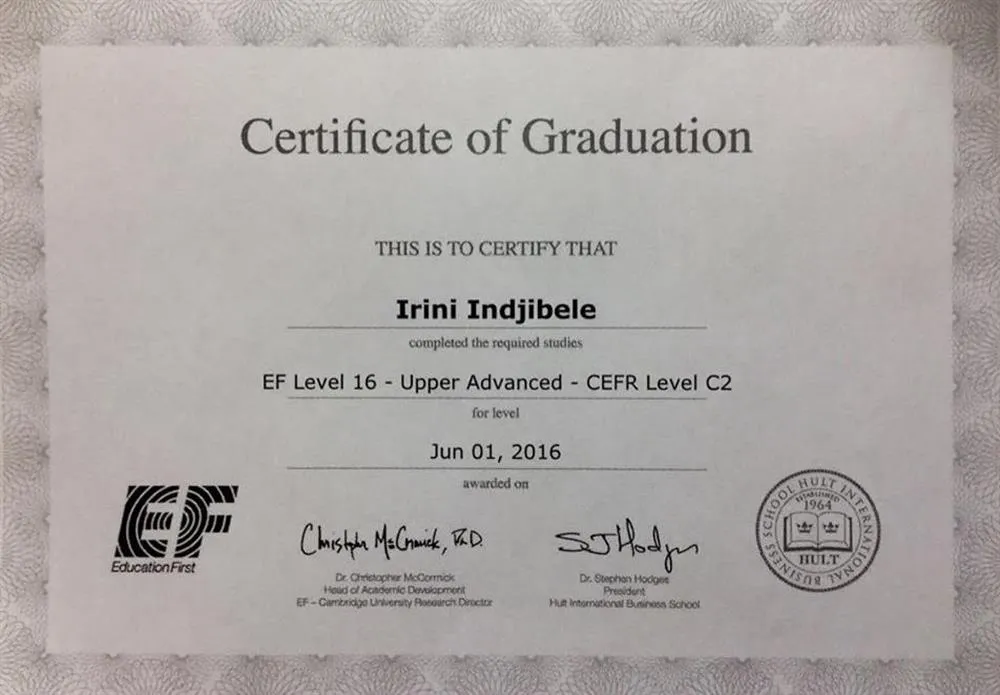 Certificate of Graduation
THIS IS TO CERTIFY THAT
Irini Indjibele
completed the required studies
EF Level 16 - Upper Advanced - CEFR Level C2
for level
Jun 01, 2016
awarded on
EF
Education First
Christopher McCormick, Ph.D.
Dr. Christopher McCormick
Head of Academic Development
EF – Cambridge University Research Director
SJHodges
Dr. Stephen Hodges
President
Hult International Business School
HULT INTERNATIONAL BUSINESS SCHOOL
ESTABLISHED
1964
HULT